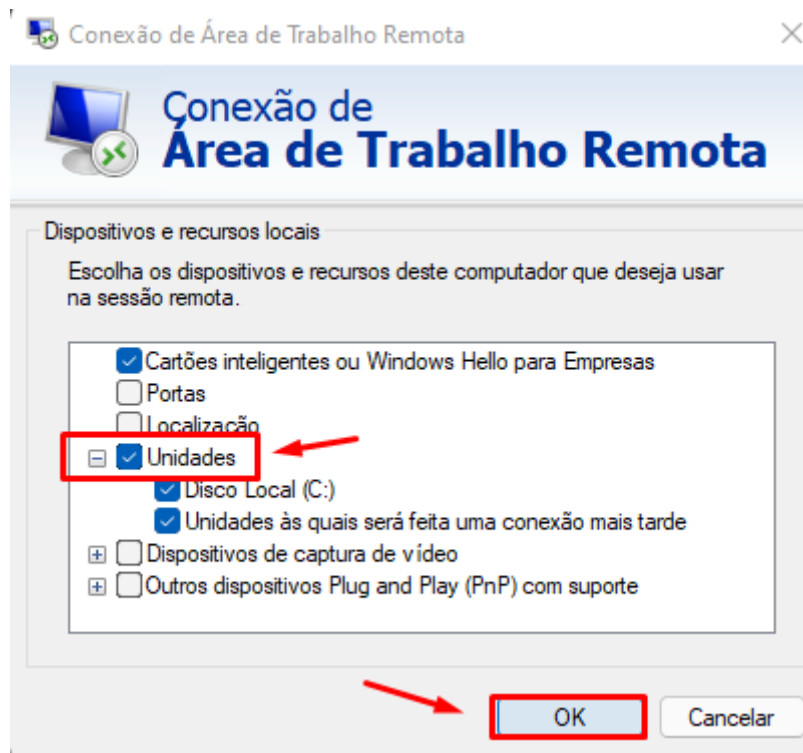 Conexão de Área de Trabalho Remota
Conexão de
Área de Trabalho Remota
Dispositivos e recursos locais
Escolha os dispositivos e recursos deste computador que deseja usar
na sessão remota.
Cartões inteligentes ou Windows Hello para Empresas
Portas
Localização
Unidades
Disco Local (C:)
Unidades às quais será feita uma conexão mais tarde
Dispositivos de captura de vídeo
Outros dispositivos Plug and Play (PnP) com suporte
OK
Cancelar